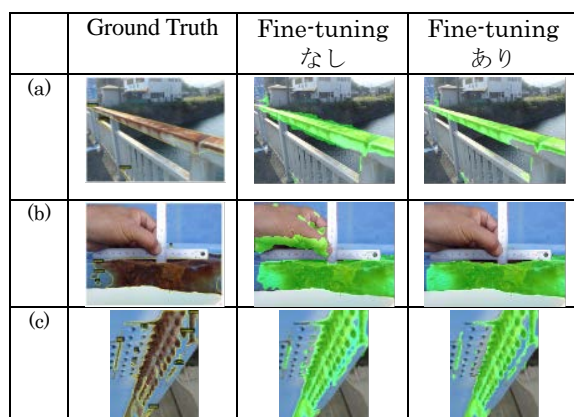 Ground Truth
Fine-tuning
なし
Fine-tuning
あり
(a)
(b)
(c)